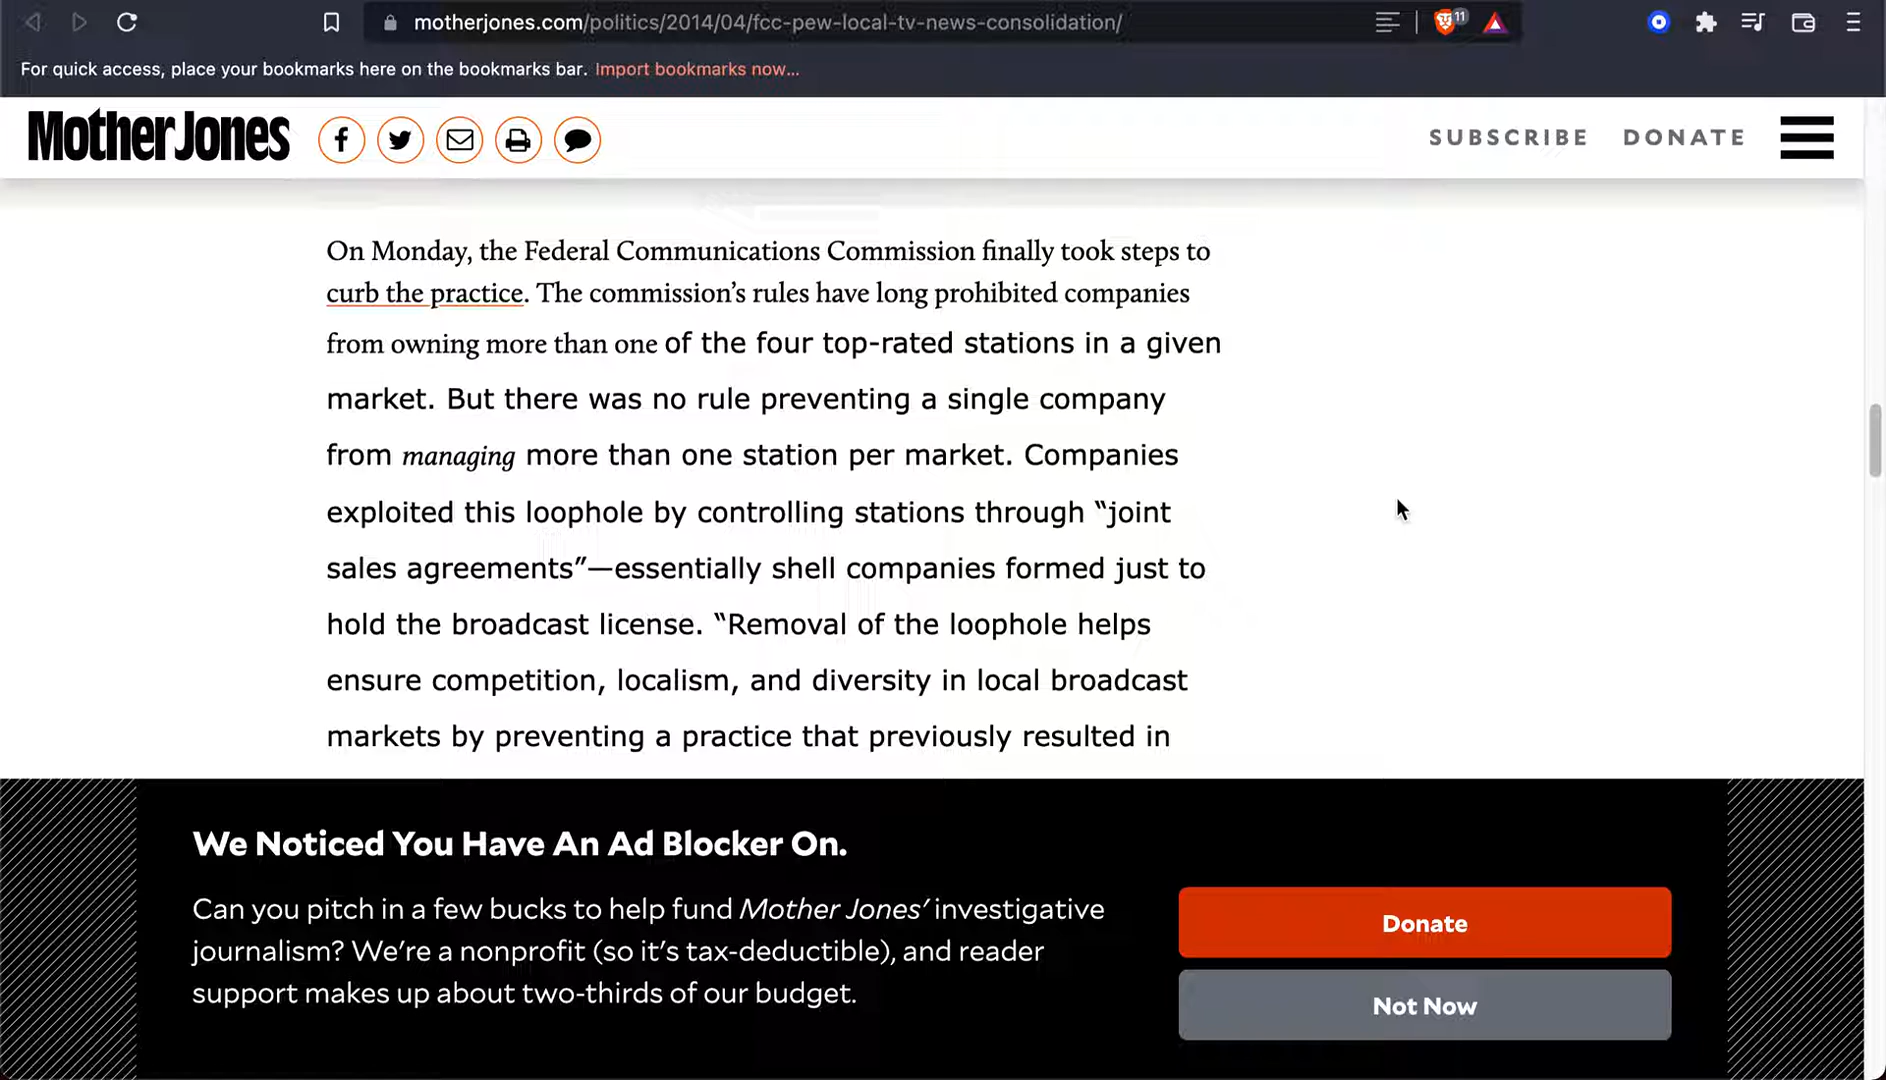 motherjones.com/politics/2014/04/fcc-pew-local-tv-news-consolidation/
11
For quick access, place your bookmarks here on the bookmarks bar. Import bookmarks now...
Mother Jones
SUBSCRIBE DONATE
On Monday, the Federal Communications Commission finally took steps to
curb the practice. The commission’s rules have long prohibited companies
from owning more than one of the four top-rated stations in a given
market. But there was no rule preventing a single company
from managing more than one station per market. Companies
exploited this loophole by controlling stations through “joint
sales agreements”—essentially shell companies formed just to
hold the broadcast license. “Removal of the loophole helps
ensure competition, localism, and diversity in local broadcast
markets by preventing a practice that previously resulted in
We Noticed You Have An Ad Blocker On.
Can you pitch in a few bucks to help fund Mother Jones’ investigative
journalism? We’re a nonprofit (so it’s tax-deductible), and reader
support makes up about two-thirds of our budget.
Donate
Not Now